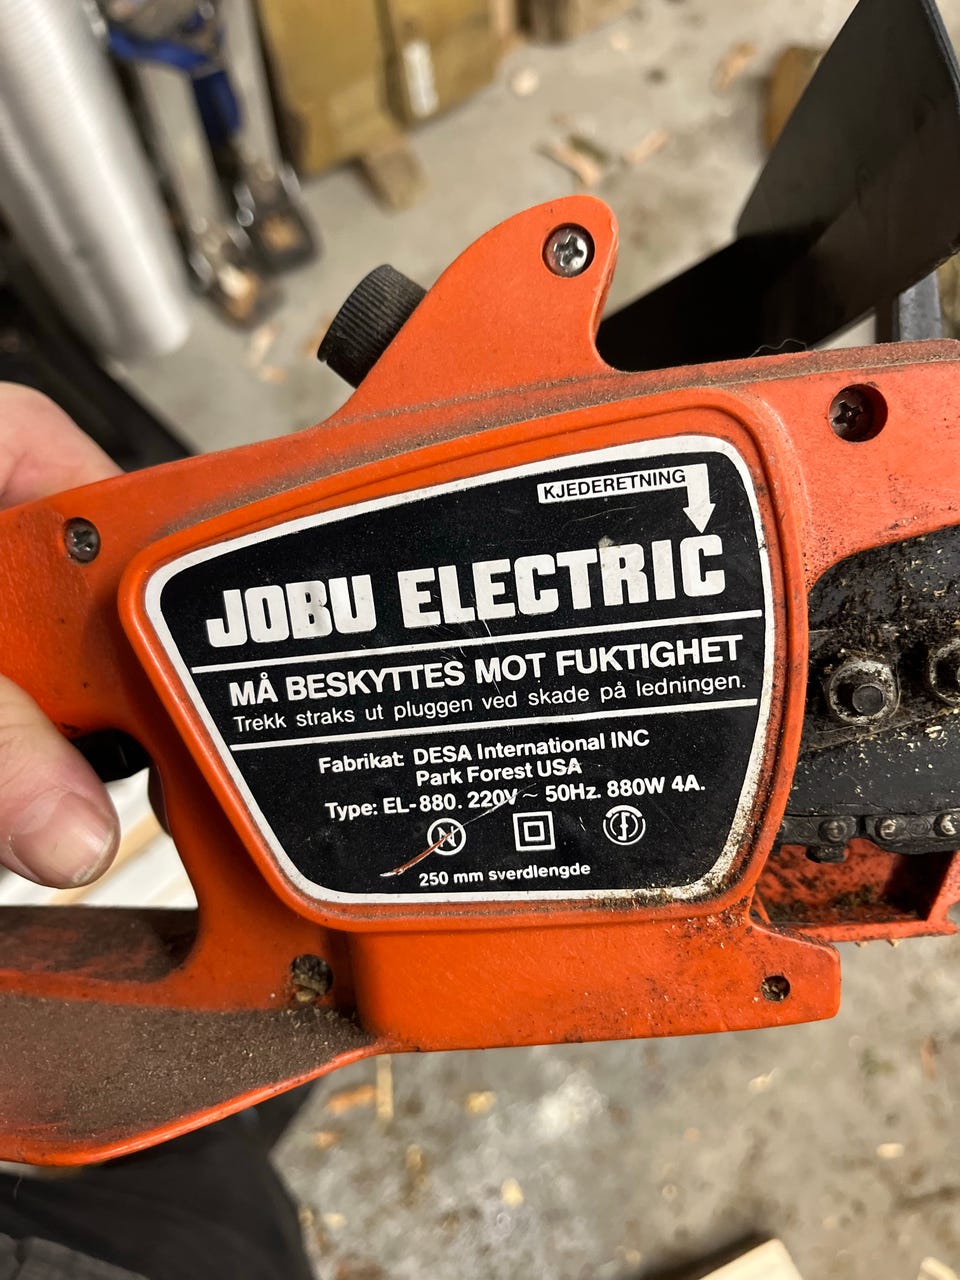 KJEDERETNING
JOBU ELECTRIC
MÅ BESKYTTES MOT FUKTIGHET
Trekk straks ut pluggen ved skade på ledningen.
Fabrikat: DESA International INC
Park Forest USA
Type: EL-880. 220V ~ 50Hz. 880W 4A.
N
250 mm sverdlengde